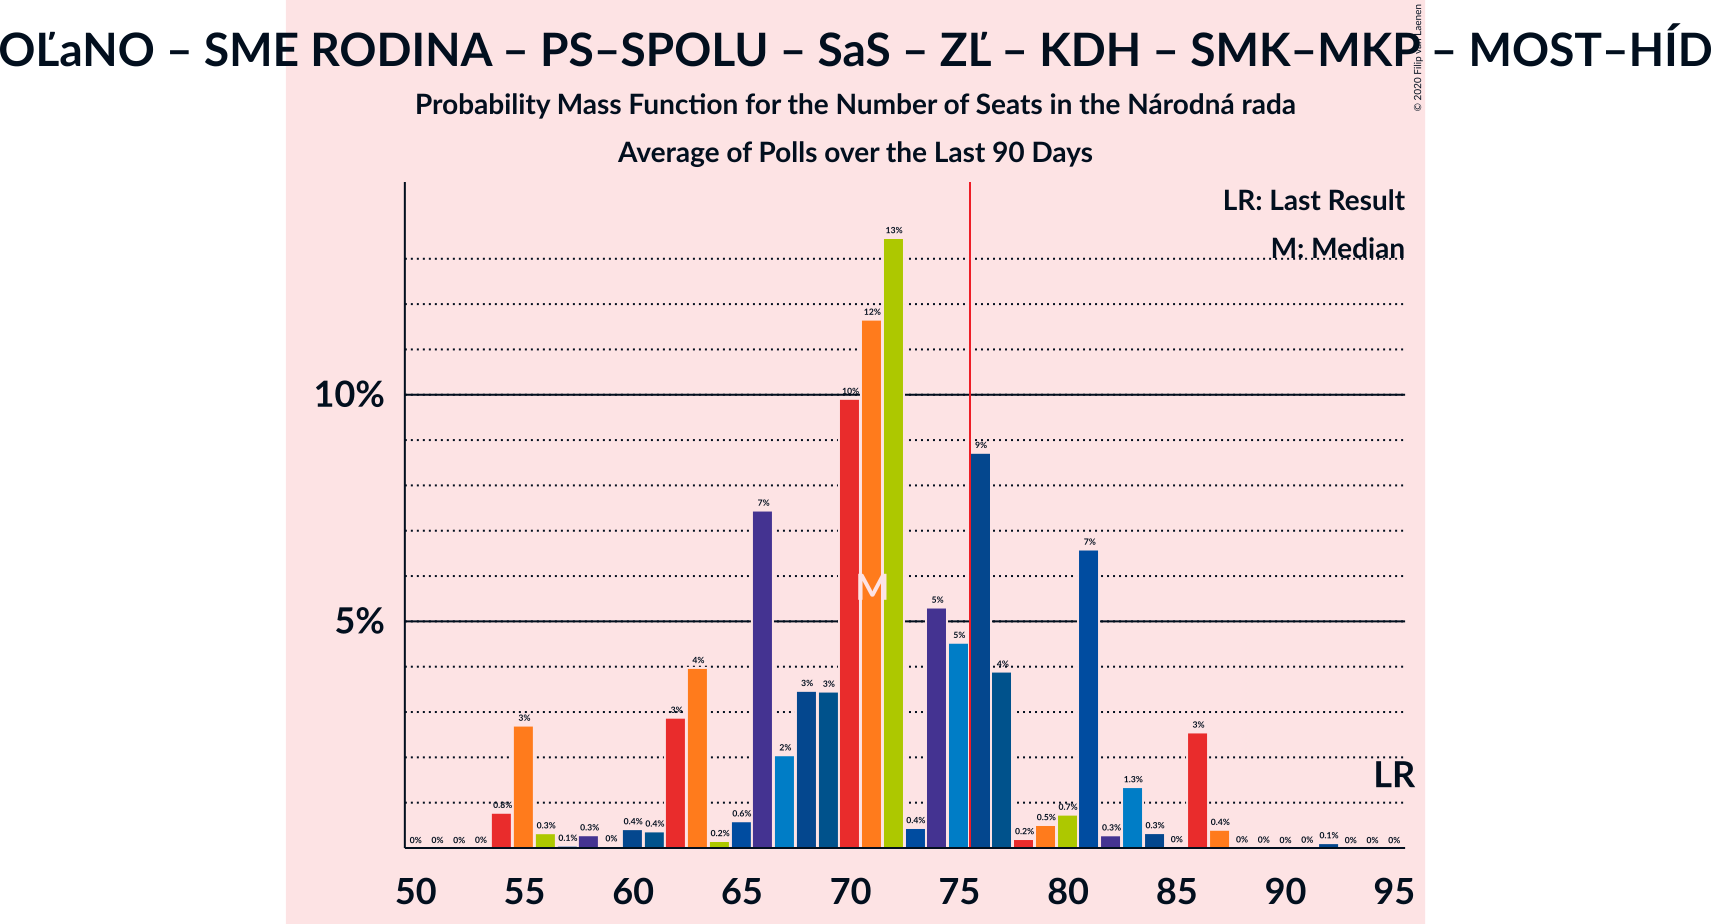 OĽaNO – SME RODINA – PS–SPOLU – SaS – ZĽ – KDH – SMK–MKP – MOST–HÍD
Probability Mass Function for the Number of Seats in the Národná rada
Average of Polls over the Last 90 Days
© 2020 Filip van Laenen
LR: Last Result
M: Median
13%
12%
10%
10%
9%
7%
7%
M
5%
5%
5%
4%
4%
3%
3%
3%
3%
3%
2%
LR
1.3%
0.8%
0.7%
0.6%
0.5%
0% 0% 0% 0% 0.3% 0.1% 0.3% 0% 0.4% 0.4% 0.2% 0.4% 0.2% 0.3% 0.3% 0% 0.4% 0% 0% 0% 0% 0.1% 0% 0% 0%
50 55 60 65 70 75 80 85 90 95